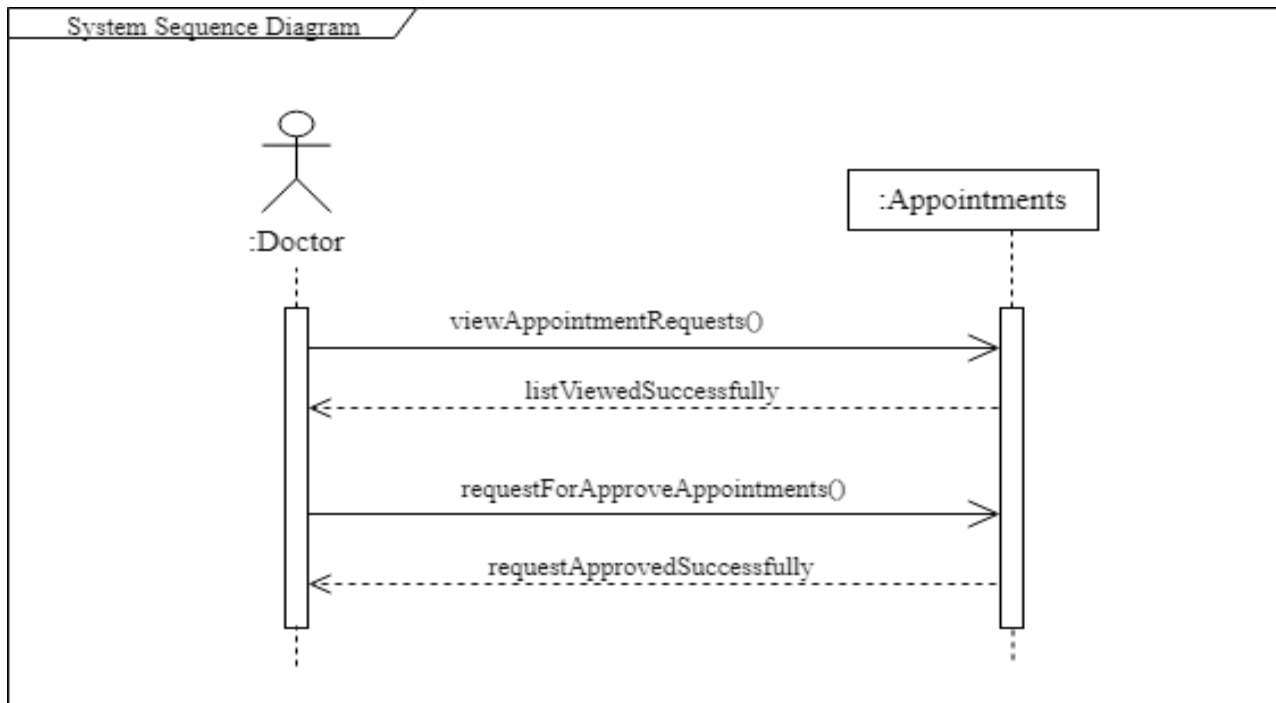 System Sequence Diagram
:Doctor
:Appointments
viewAppointmentRequests()
listViewedSuccessfully
requestForApproveAppointments()
requestApprovedSuccessfully